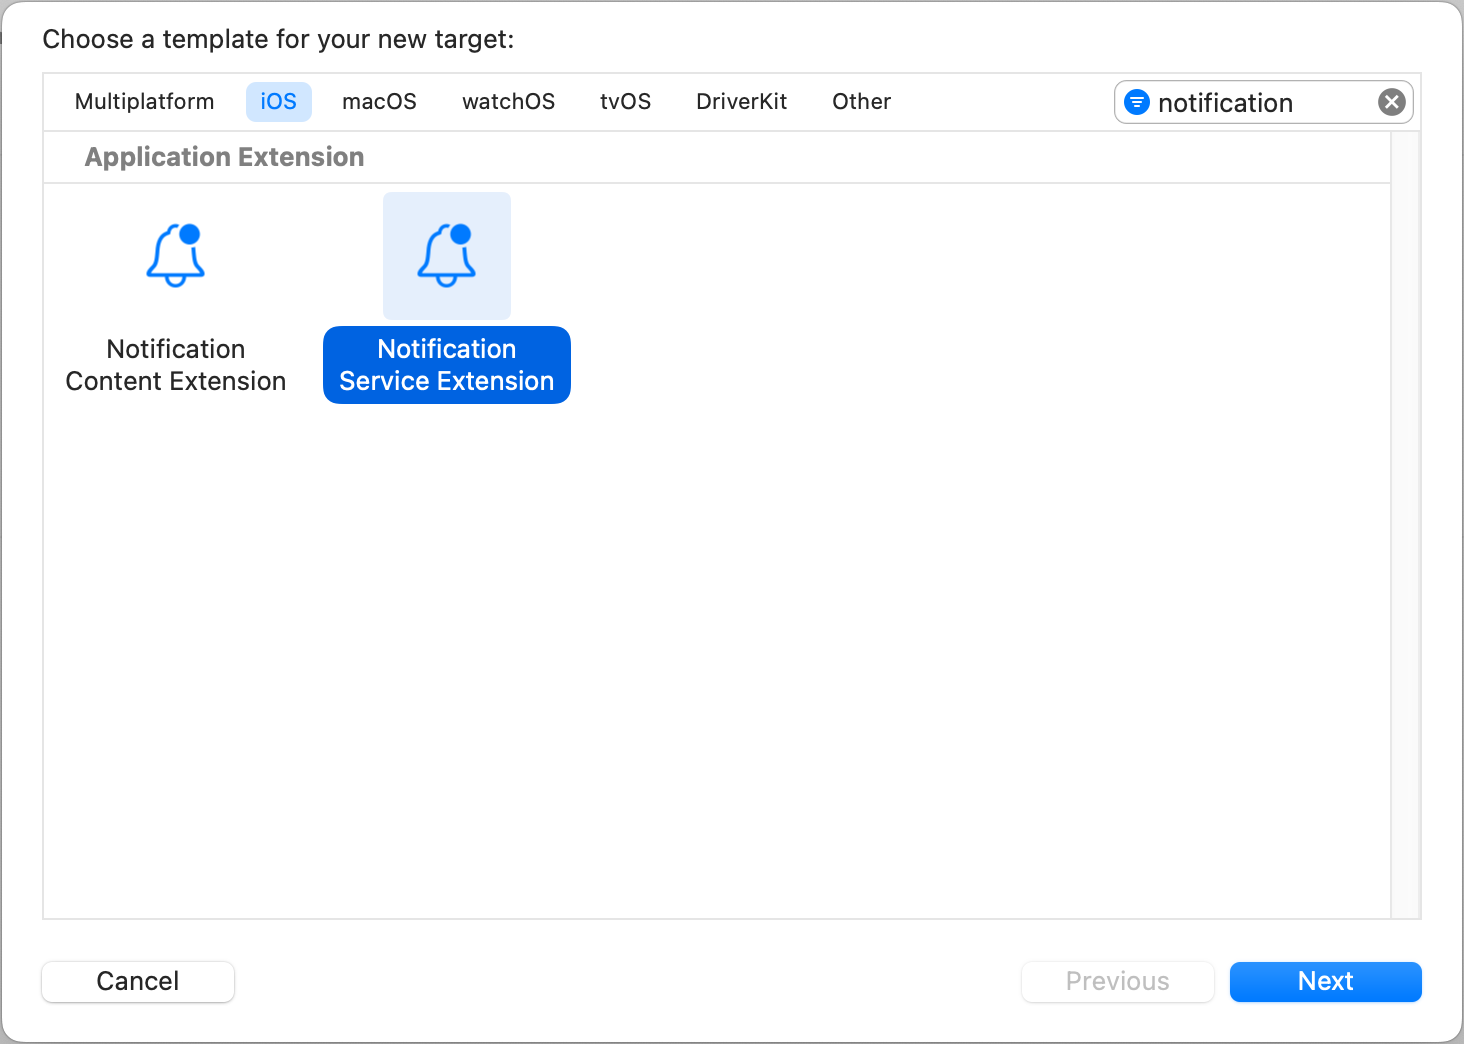 Choose a template for your new target:
Multiplatform iOS macOS watchOS tvOS DriverKit Other notification
Application Extension
Notification
Content Extension
Notification
Service Extension
Cancel Previous Next